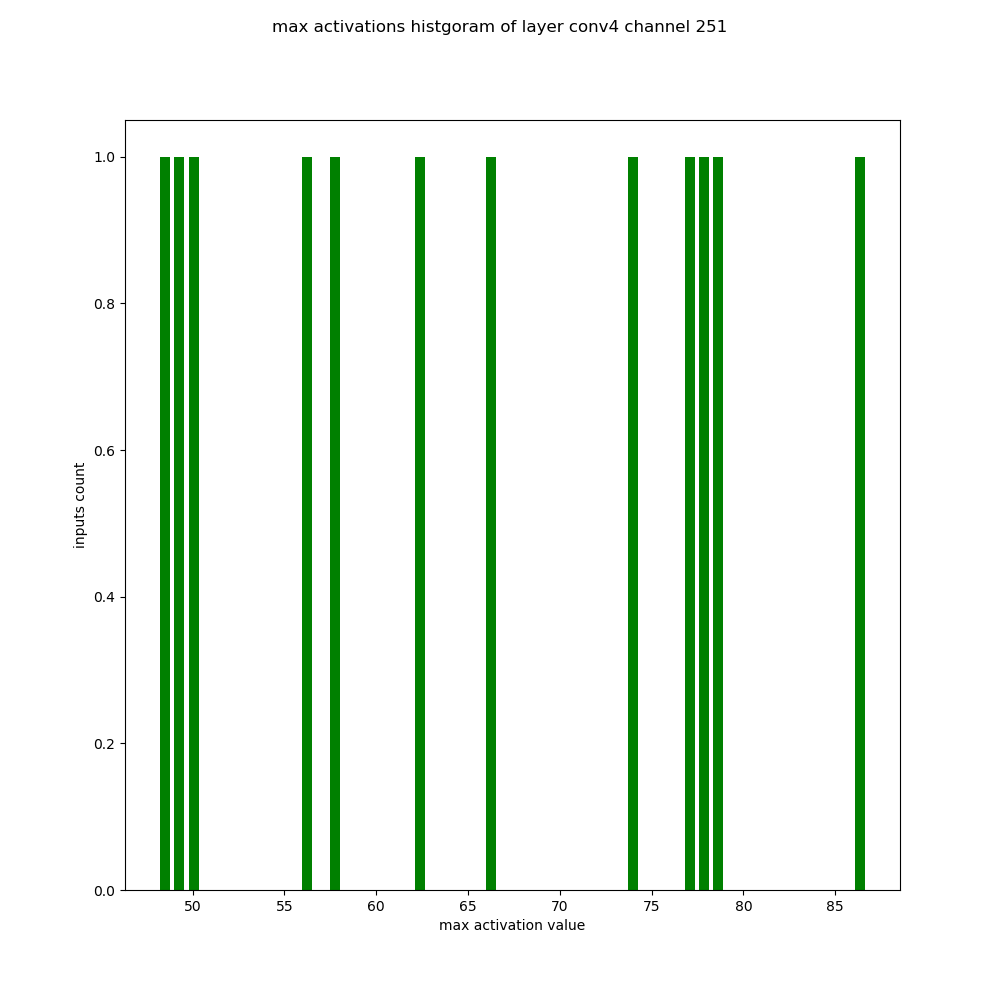 max activations histgoram of layer conv4 channel 251
1.0
0.8
0.6
0.4
0.2
0.0
inputs count
50 55 60 65 70 75 80 85
max activation value